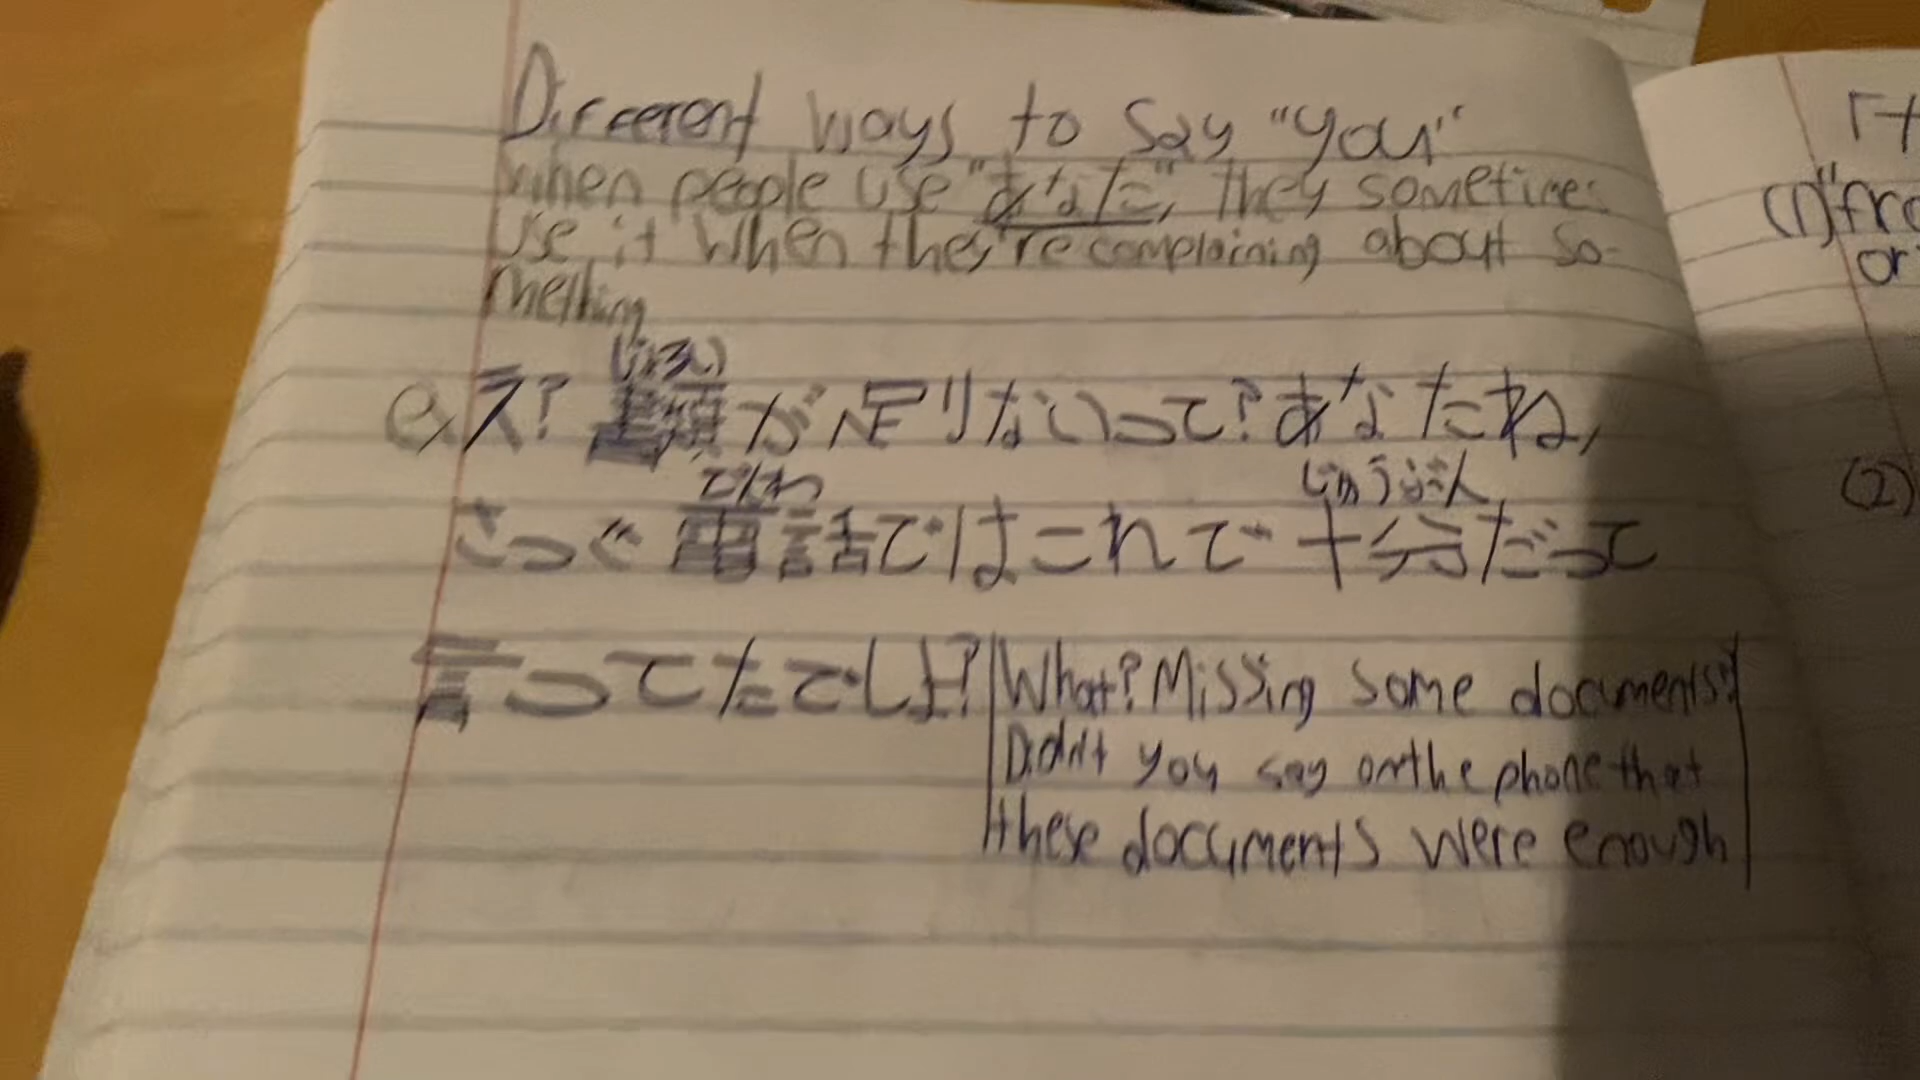 Different ways to say "you"
When people use "あなた", they sometimes
use it when they're complaining about so-
mething
しょるい
e. え? 書類が足りないって?あなたね,
でんわ じゅうぶん
さっき電話ではこれで十分だって
言ってたでしょ?
What? Missing some documents?
Didn't you say on the phone that
these documents were enough
(1) "fro
or
(2)